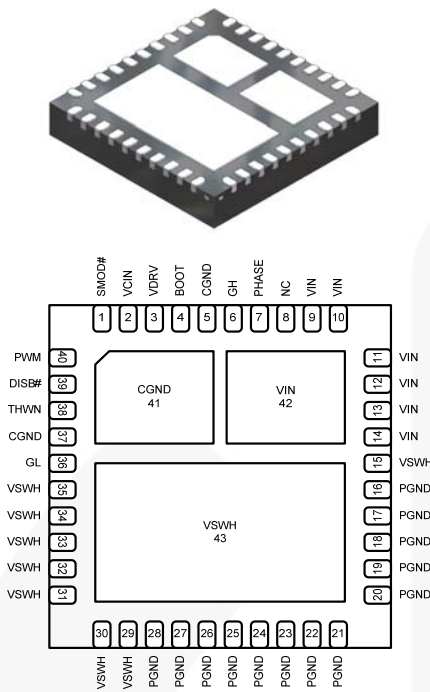 SMOD#
VCIN
VDRV
BOOT
CGND
GH
PHASE
NC
VIN
VIN
1 2 3 4 5 6 7 8 9 10
PWM 40
DISB# 39
THWN 38
CGND 37
GL 36
VSWH 35
VSWH 34
VSWH 33
VSWH 32
VSWH 31
CGND
41
VIN
42
VSWH
43
11 VIN
12 VIN
13 VIN
14 VIN
15 VSWH
16 PGND
17 PGND
18 PGND
19 PGND
20 PGND
30 29 28 27 26 25 24 23 22 21
VSWH
VSWH
PGND
PGND
PGND
PGND
PGND
PGND
PGND
PGND